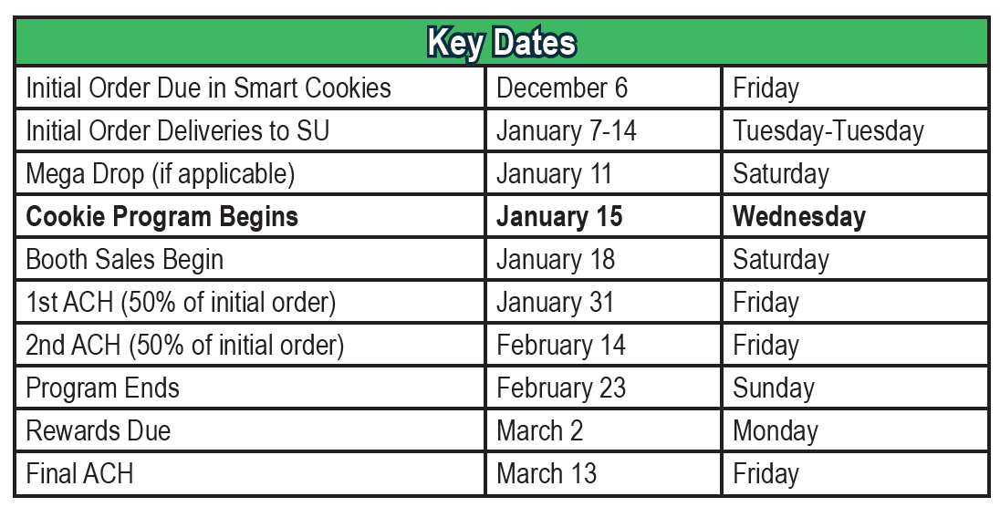 Key Dates
Initial Order Due in Smart Cookies December 6 Friday
Initial Order Deliveries to SU January 7-14 Tuesday-Tuesday
Mega Drop (if applicable) January 11 Saturday
Cookie Program Begins January 15 Wednesday
Booth Sales Begin January 18 Saturday
1st ACH (50% of initial order) January 31 Friday
2nd ACH (50% of initial order) February 14 Friday
Program Ends February 23 Sunday
Rewards Due March 2 Monday
Final ACH March 13 Friday